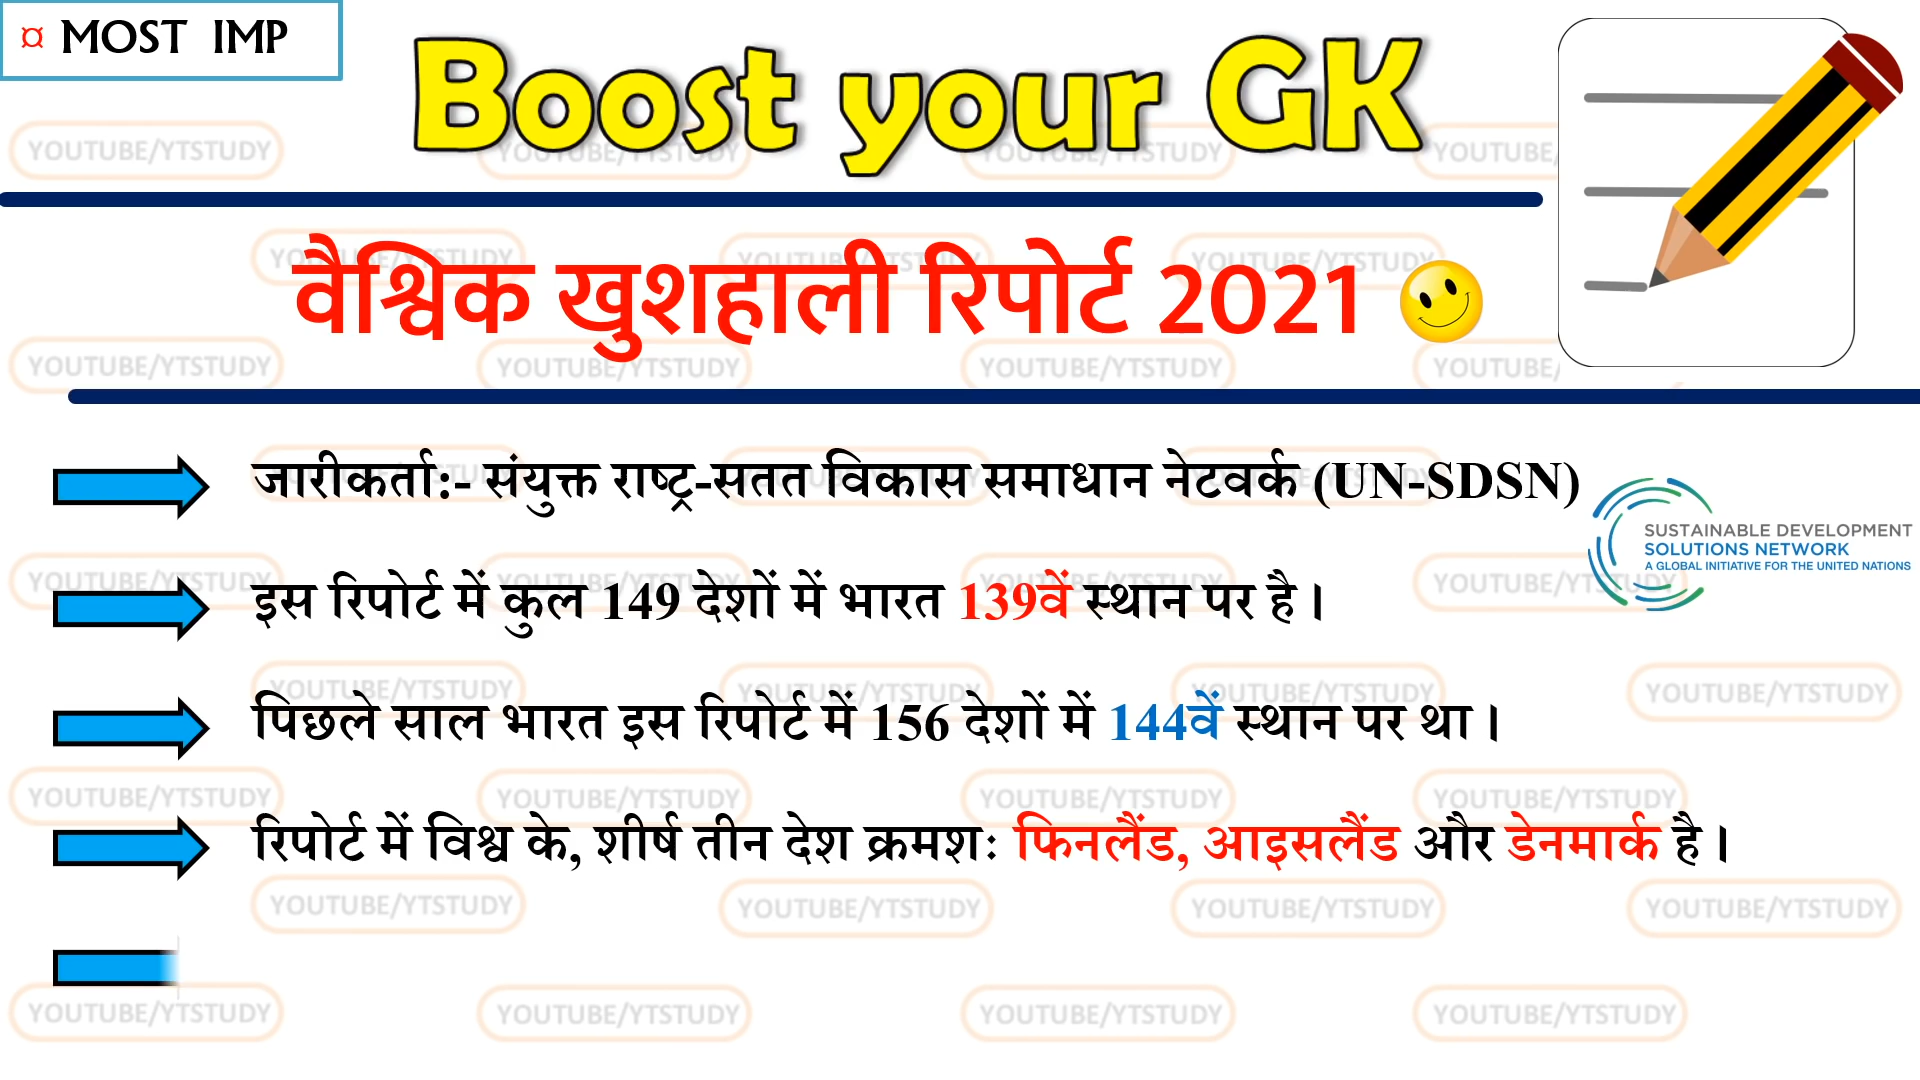 ¤ MOST IMP
Boost your GK
वैश्विक खुशहाली रिपोर्ट 2021
जारीकर्ता:- संयुक्त राष्ट्र-सतत विकास समाधान नेटवर्क (UN-SDSN)
SUSTAINABLE DEVELOPMENT
SOLUTIONS NETWORK
A GLOBAL INITIATIVE FOR THE UNITED NATIONS
इस रिपोर्ट में कुल 149 देशों में भारत 139वें स्थान पर है।
पिछले साल भारत इस रिपोर्ट में 156 देशों में 144वें स्थान पर था।
रिपोर्ट में विश्व के, शीर्ष तीन देश क्रमशः फिनलैंड, आइसलैंड और डेनमार्क है।
YOUTUBE/YTSTUDY